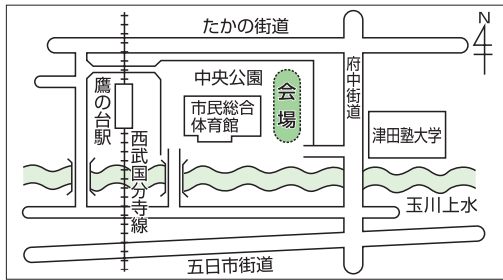 たかの街道
N
中央公園
会場
府中街道
鷹の台駅
市民総合
体育館
津田塾大学
西武国分寺線
玉川上水
五日市街道